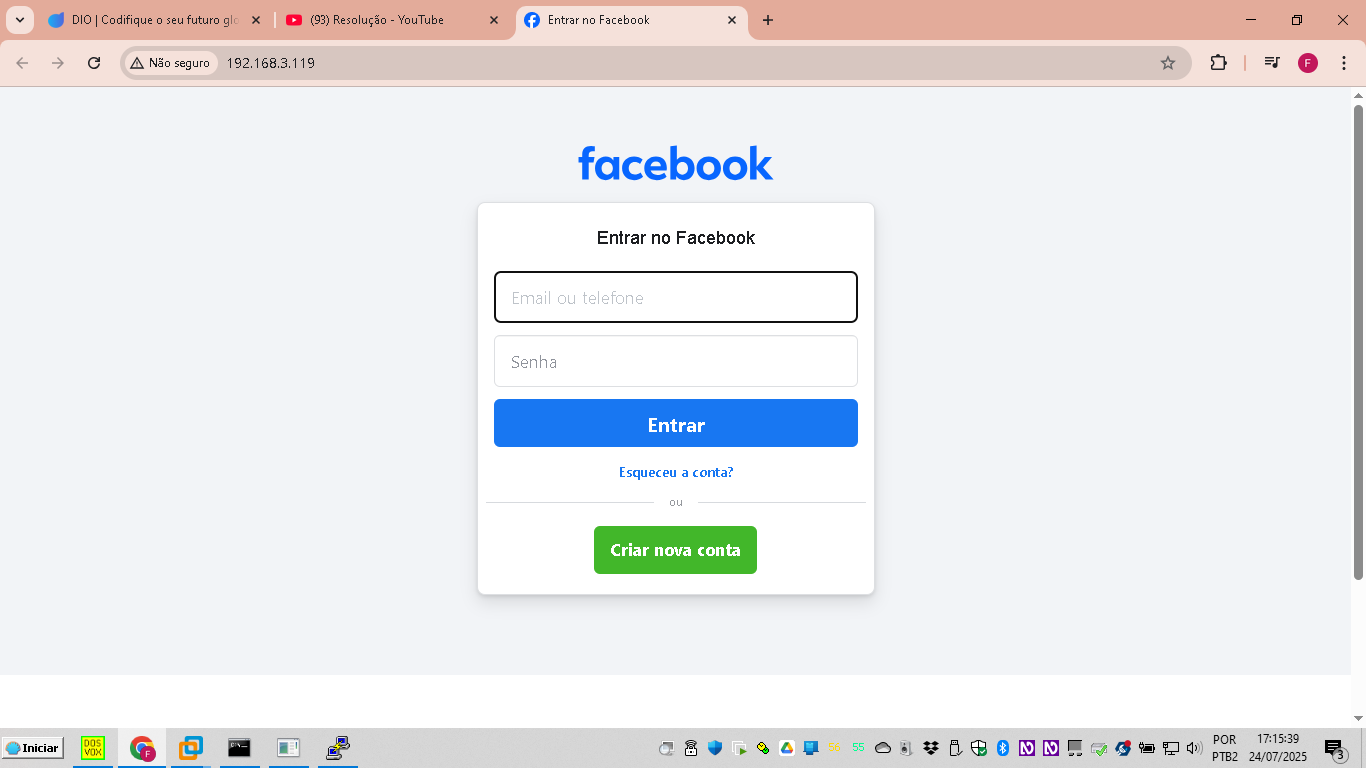 DIO | Codifique o seu futuro glo
(93) Resolução - YouTube
Entrar no Facebook
Não seguro
192.168.3.119
F
facebook
Entrar no Facebook
Email ou telefone
Senha
Entrar
Esqueceu a conta?
ou
Criar nova conta
Iniciar
DOS
VOX
F
55
55
N
N
POR
PTB2
17:15:39
24/07/2025
3